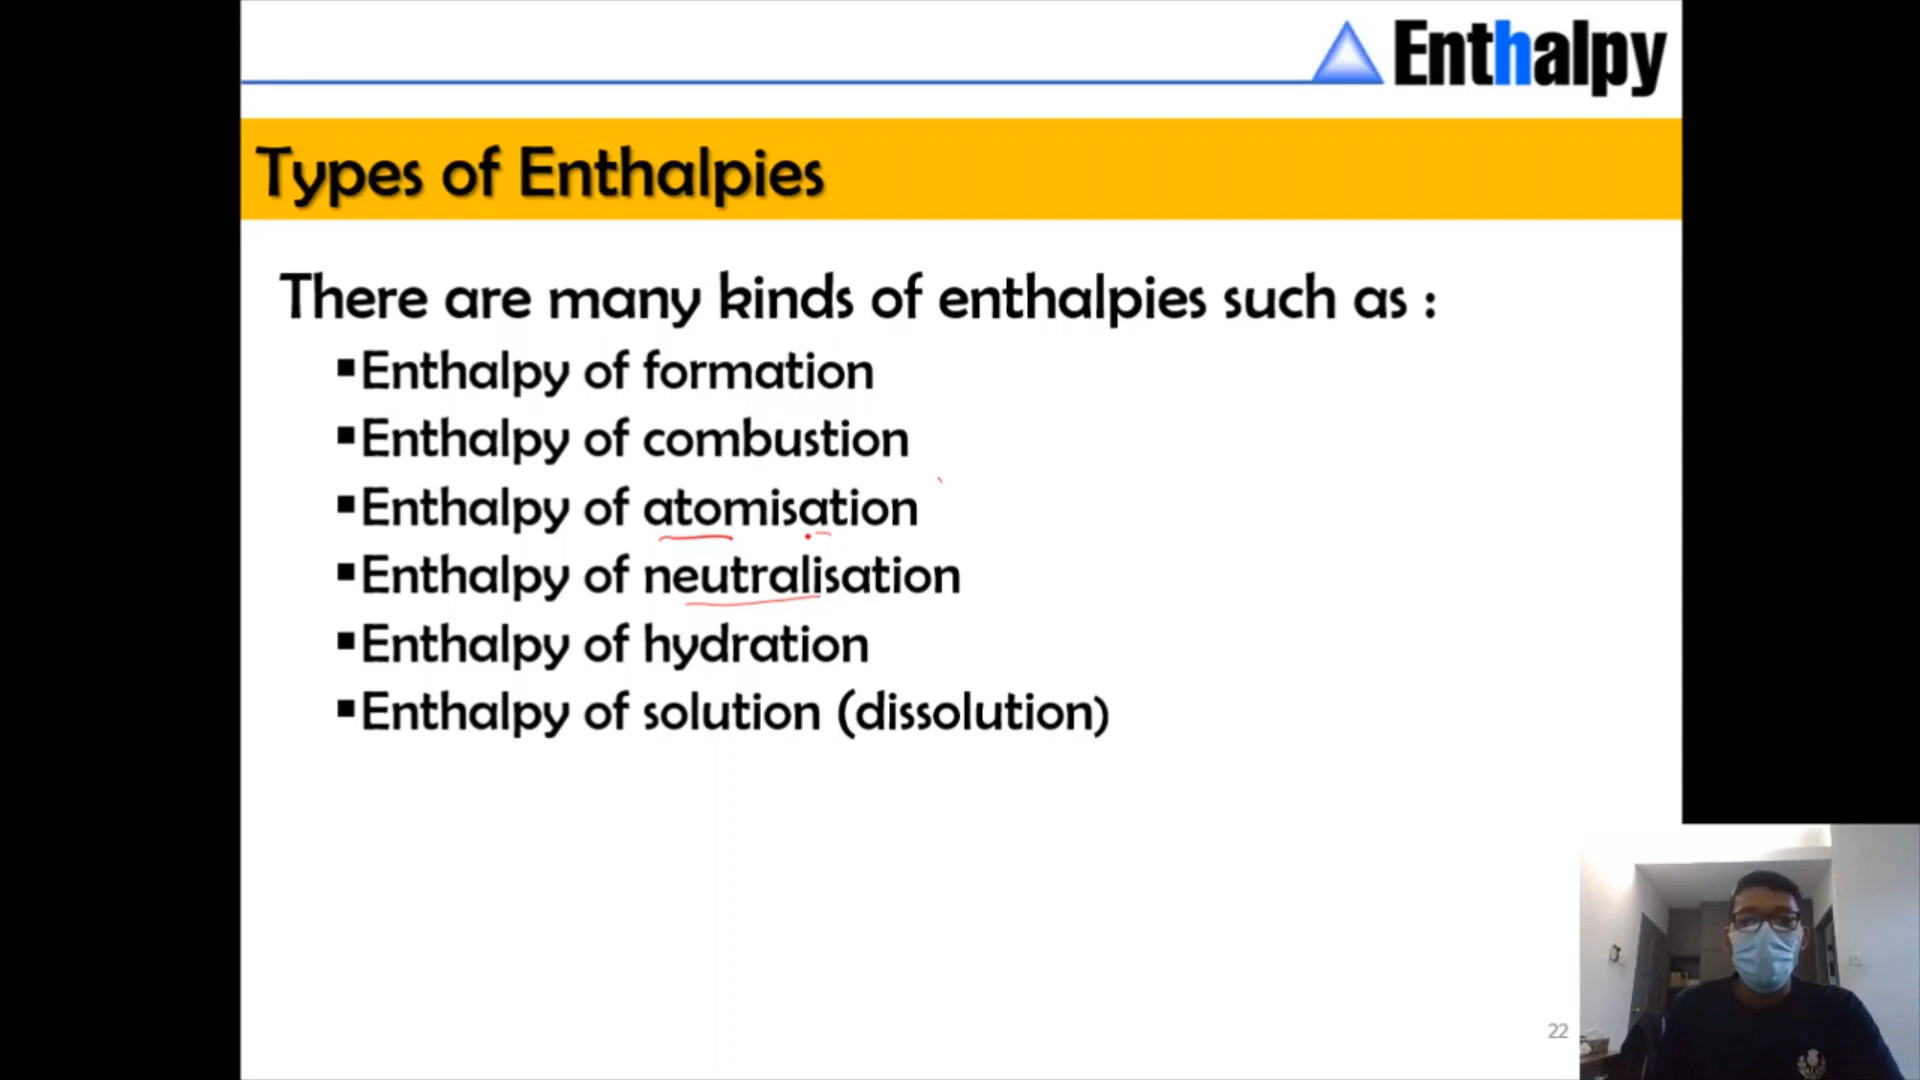 Enthalpy
Types of Enthalpies
There are many kinds of enthalpies such as :
▪Enthalpy of formation
▪Enthalpy of combustion
▪Enthalpy of atomisation
▪Enthalpy of neutralisation
▪Enthalpy of hydration
▪Enthalpy of solution (dissolution)
22